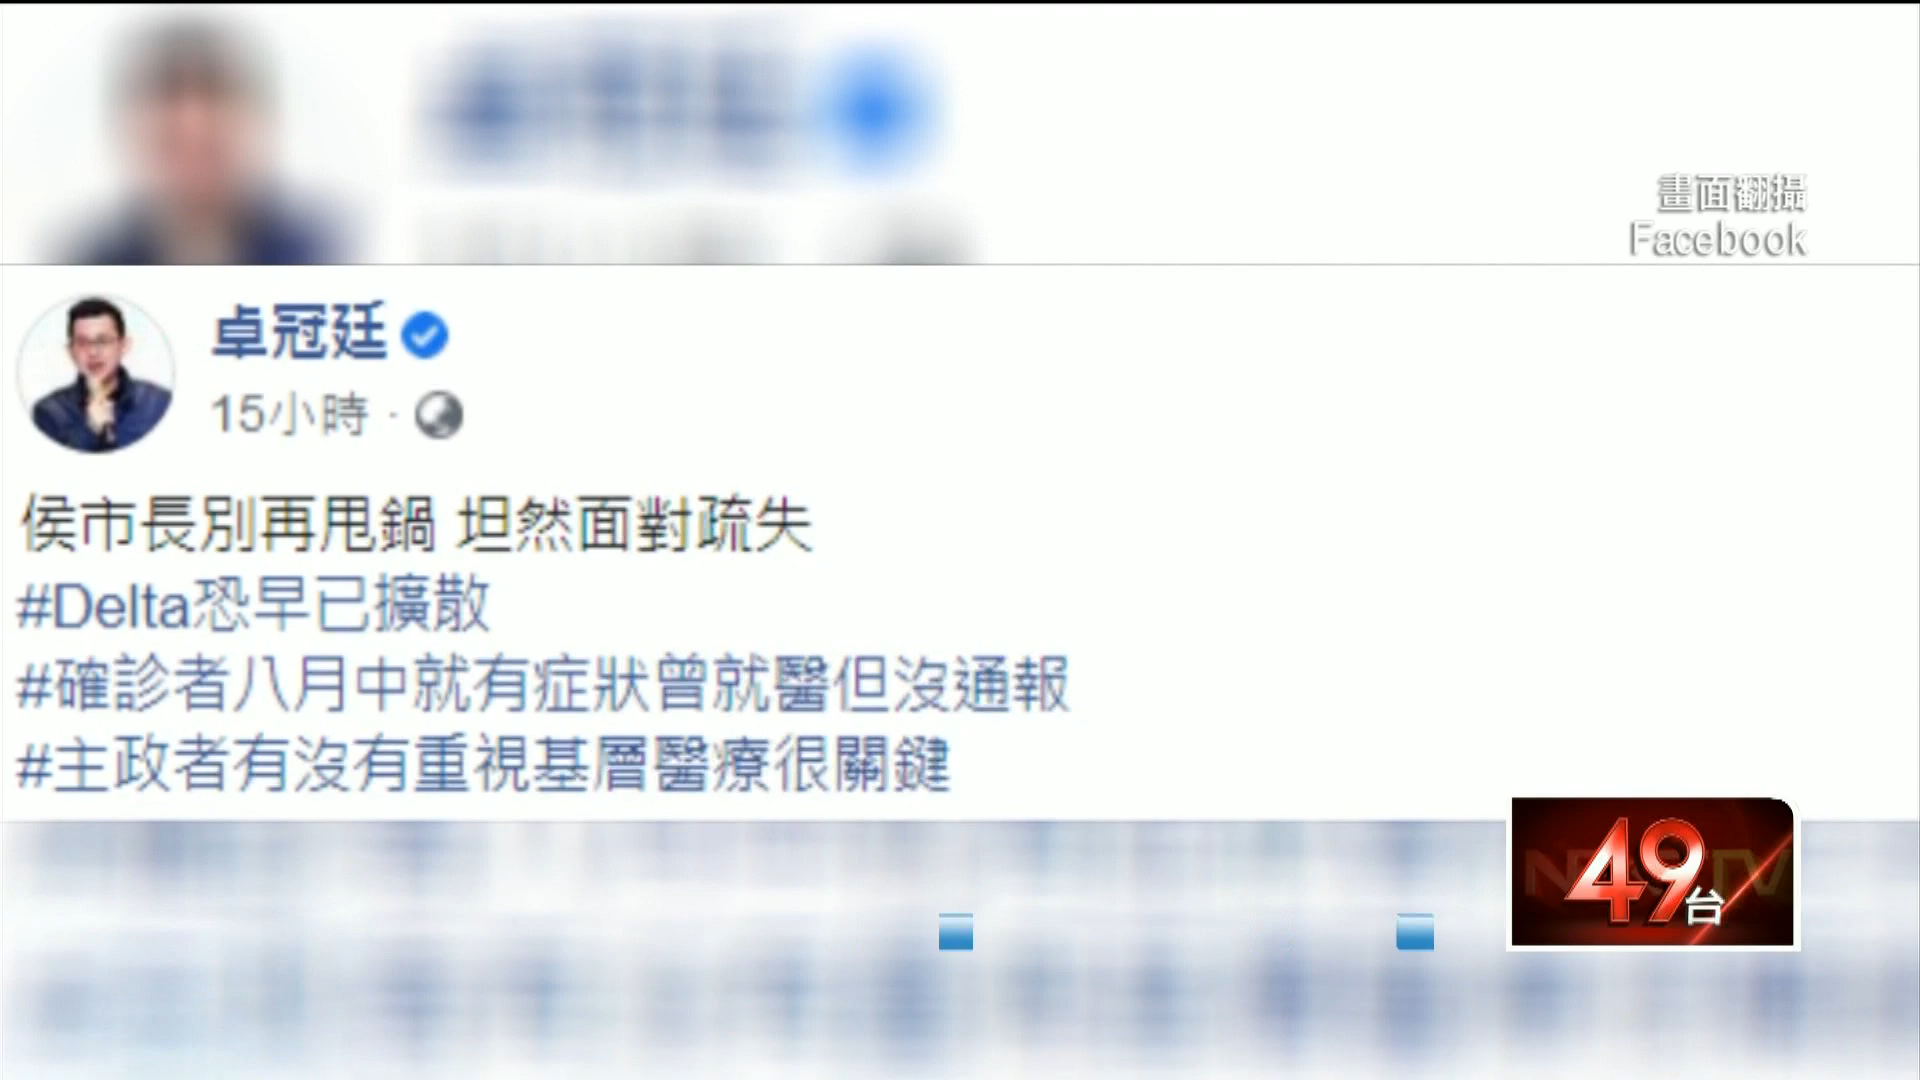 畫面翻攝
Facebook
卓冠廷
15小時 ·
侯市長別再甩鍋 坦然面對疏失
#Delta恐早已擴散
#確診者八月中就有症狀曾就醫但沒通報
#主政者有沒有重視基層醫療很關鍵
49台